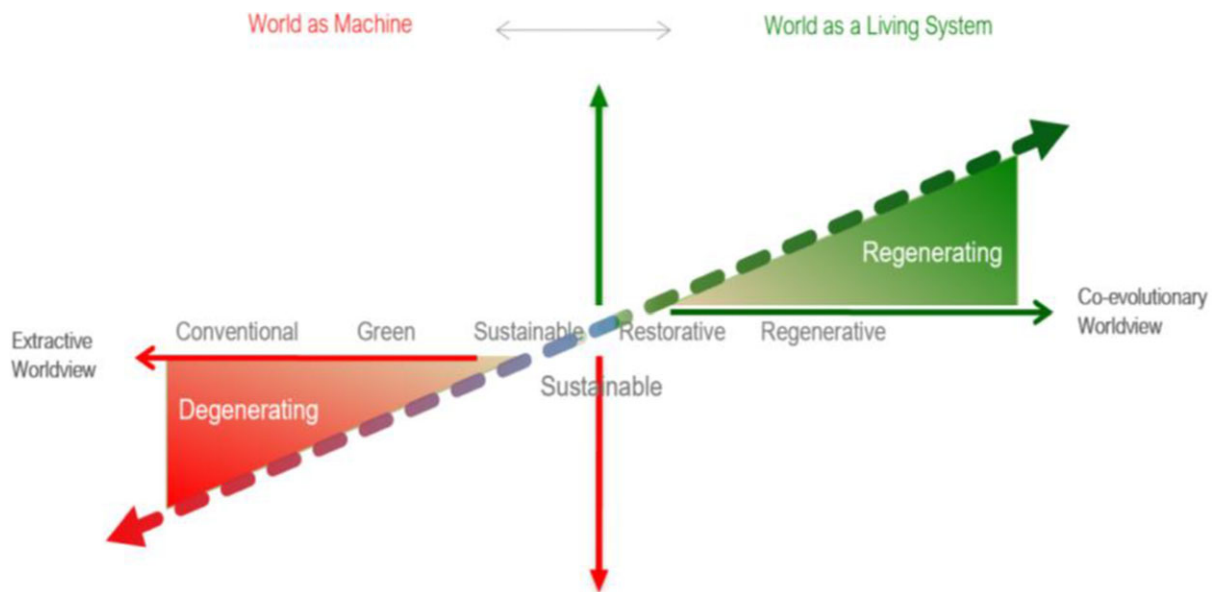 World as Machine
World as a Living System
Regenerating
Co-evolutionary
Worldview
Extractive
Worldview
Conventional
Green
Sustainable
Restorative
Regenerative
Sustainable
Degenerating